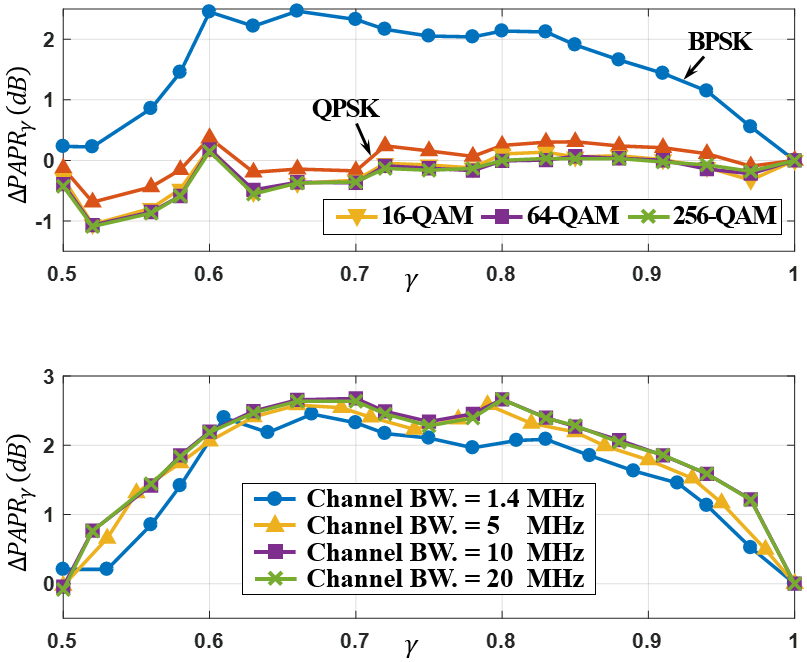 2
1
0
-1
ΔPAPRγ (dB)
BPSK
QPSK
16-QAM 64-QAM 256-QAM
0.5 0.6 0.7 0.8 0.9 1
γ
3
2
1
0
ΔPAPRγ (dB)
Channel BW. = 1.4 MHz
Channel BW. = 5 MHz
Channel BW. = 10 MHz
Channel BW. = 20 MHz
0.5 0.6 0.7 0.8 0.9 1
γ